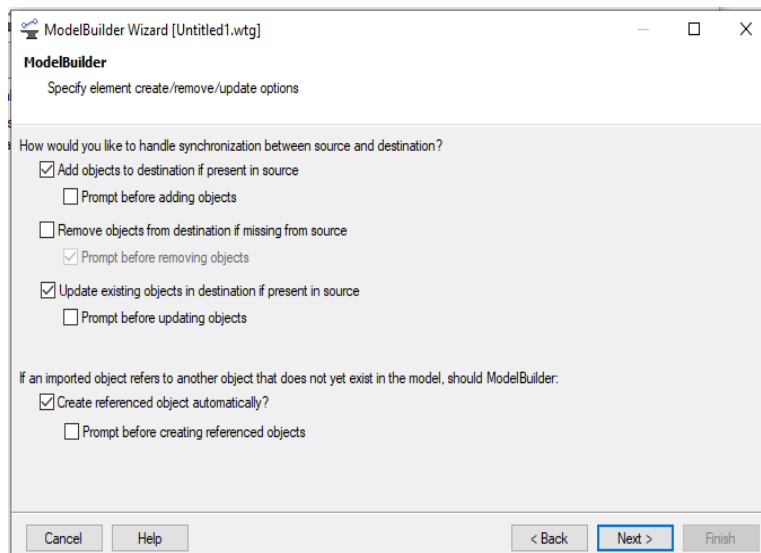 ModelBuilder Wizard [Untitled1.wtg]
ModelBuilder
Specify element create/remove/update options
How would you like to handle synchronization between source and destination?
Add objects to destination if present in source
Prompt before adding objects
Remove objects from destination if missing from source
Prompt before removing objects
Update existing objects in destination if present in source
Prompt before updating objects
If an imported object refers to another object that does not yet exist in the model, should ModelBuilder:
Create referenced object automatically?
Prompt before creating referenced objects
Cancel Help < Back Next > Finish